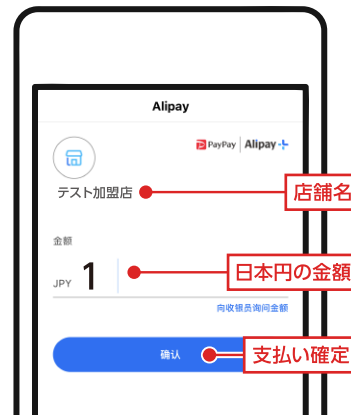 Alipay
PayPay Alipay+
テスト加盟店
店舗名
金额
JPY 1
日本円の金額
向收银员询问金额
确认
支払い確定